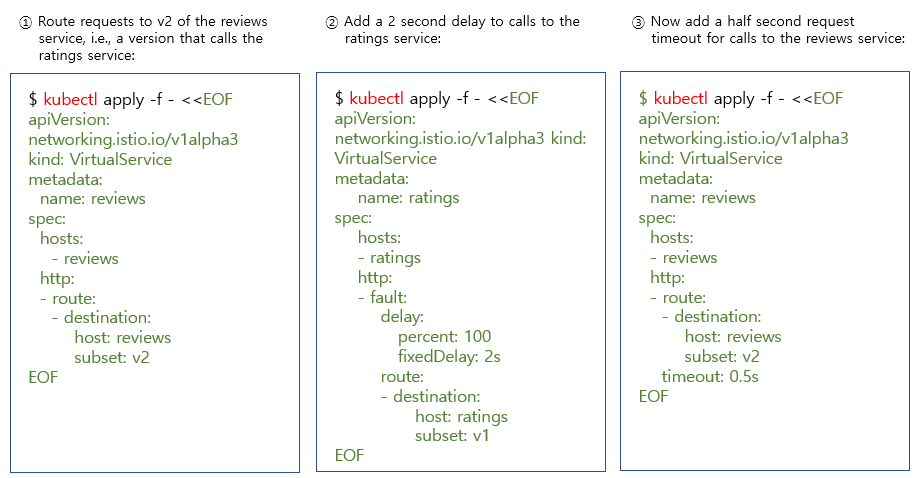 ① Route requests to v2 of the reviews
service, i.e., a version that calls the
ratings service:
$ kubectl apply -f - <<EOF
apiVersion:
networking.istio.io/v1alpha3
kind: VirtualService
metadata:
name: reviews
spec:
hosts:
- reviews
http:
- route:
- destination:
host: reviews
subset: v2
EOF
② Add a 2 second delay to calls to the
ratings service:
$ kubectl apply -f - <<EOF
apiVersion:
networking.istio.io/v1alpha3 kind:
VirtualService
metadata:
name: ratings
spec:
hosts:
- ratings
http:
- fault:
delay:
percent: 100
fixedDelay: 2s
route:
- destination:
host: ratings
subset: v1
EOF
③ Now add a half second request
timeout for calls to the reviews service:
$ kubectl apply -f - <<EOF
apiVersion:
networking.istio.io/v1alpha3
kind: VirtualService
metadata:
name: reviews
spec:
hosts:
- reviews
http:
- route:
- destination:
host: reviews
subset: v2
timeout: 0.5s
EOF